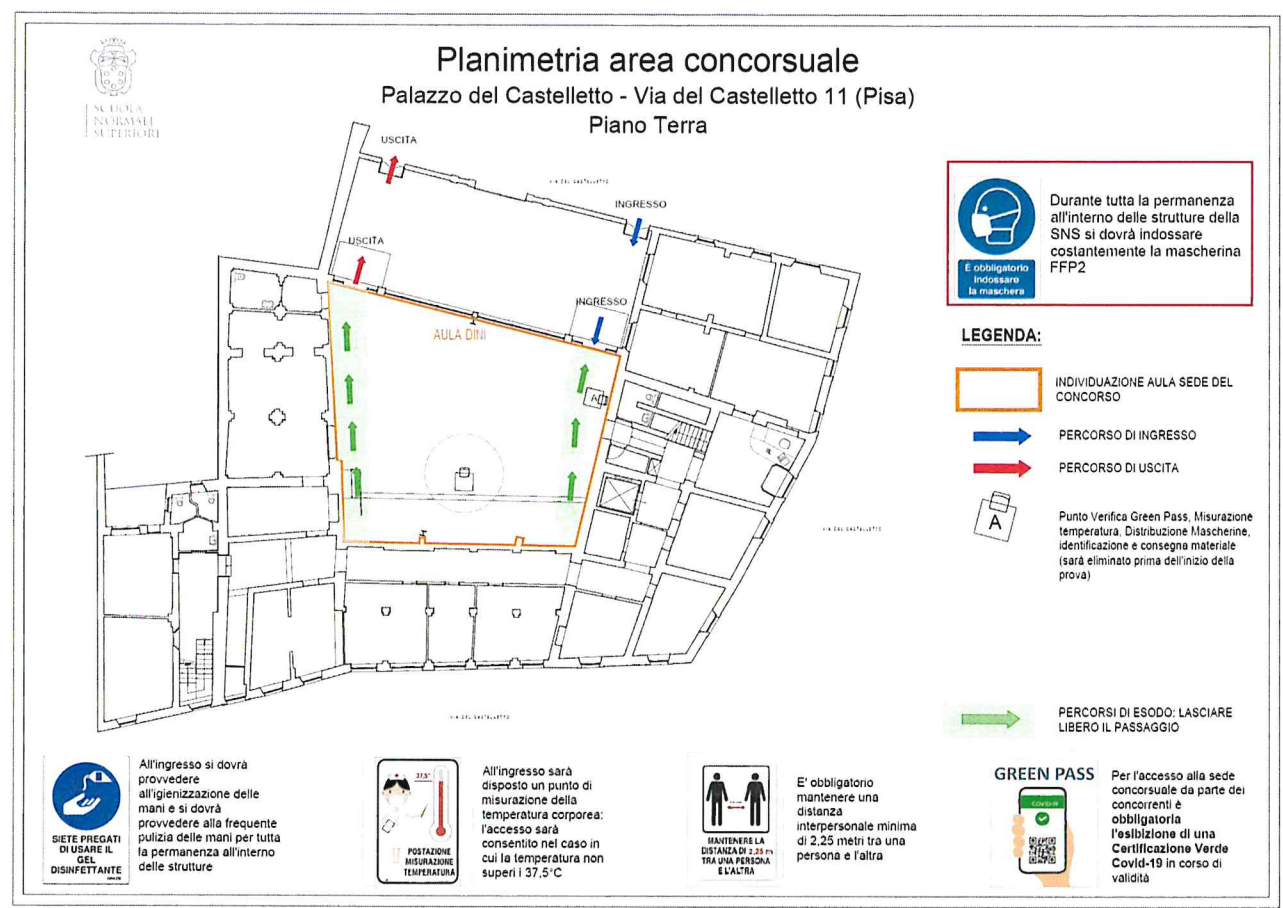 SCUOLA
NORMALE
SUPERIORE
Planimetria area concorsuale
Palazzo del Castelletto - Via del Castelletto 11 (Pisa)
Piano Terra
USCITA
VIA DEL CASTELLETTO
INGRESSO
USCITA
INGRESSO
AULA DINI
A
VIA DEL CASTELLETTO
VIA DEL CASTELLETTO
È obbligatorio
indossare
la maschera
Durante tutta la permanenza
all'interno delle strutture della
SNS si dovrà indossare
costantemente la mascherina
FFP2
LEGENDA:
INDIVIDUAZIONE AULA SEDE DEL
CONCORSO
PERCORSO DI INGRESSO
PERCORSO DI USCITA
A
Punto Verifica Green Pass, Misurazione
temperatura, Distribuzione Mascherine,
identificazione e consegna materiale
(sarà eliminato prima dell'inizio della
prova)
PERCORSI DI ESODO: LASCIARE
LIBERO IL PASSAGGIO
SIETE PREGATI
DI USARE IL
GEL
DISINFETTANTE
All'ingresso si dovrà
provvedere
all'igienizzazione delle
mani e si dovrà
provvedere alla frequente
pulizia delle mani per tutta
la permanenza all'interno
delle strutture
37,5°
POSTAZIONE
MISURAZIONE
TEMPERATURA
All'ingresso sarà
disposto un punto di
misurazione della
temperatura corporea:
l'accesso sarà
consentito nel caso in
cui la temperatura non
superi i 37,5°C
MANTENERE LA
DISTANZA DI 2,25 m
TRA UNA PERSONA
E L'ALTRA
E' obbligatorio
mantenere una
distanza
interpersonale minima
di 2,25 metri tra una
persona e l'altra
GREEN PASS
COVID-19
Per l'accesso alla sede
concorsuale da parte dei
concorrenti è
obbligatoria
l'esibizione di una
Certificazione Verde
Covid-19 in corso di
validità